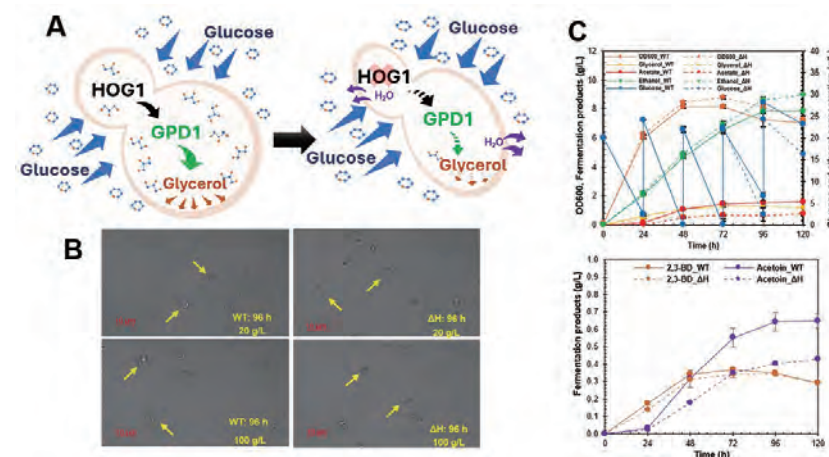 A
Glucose
HOG1
GPD1
Glucose
Glycerol
Glucose
HOG1
H₂O
GPD1
H₂O
Glucose
Glycerol
B
WT: 96 h
20 g/L
ΔH: 96 h
20 g/L
WT: 96 h
100 g/L
ΔH: 96 h
100 g/L
C
OD600_WT
OD600_ΔH
Glycerol_WT
Glycerol_ΔH
Acetate_WT
Acetate_ΔH
Ethanol_WT
Ethanol_ΔH
Glucose_WT
Glucose_ΔH
OD600, Fermentation products (g/L)
12
10
8
6
4
2
0
40
35
30
25
20
15
10
0
0
24
48
72
96
120
Time (h)
2,3-BD_WT
Acetoin_WT
2,3-BD_ΔH
Acetoin_ΔH
Fermentation products (g/L)
1.0
0.9
0.8
0.7
0.6
0.5
0.4
0.3
0.2
0.1
0.0
0
24
48
72
96
120
Time (h)